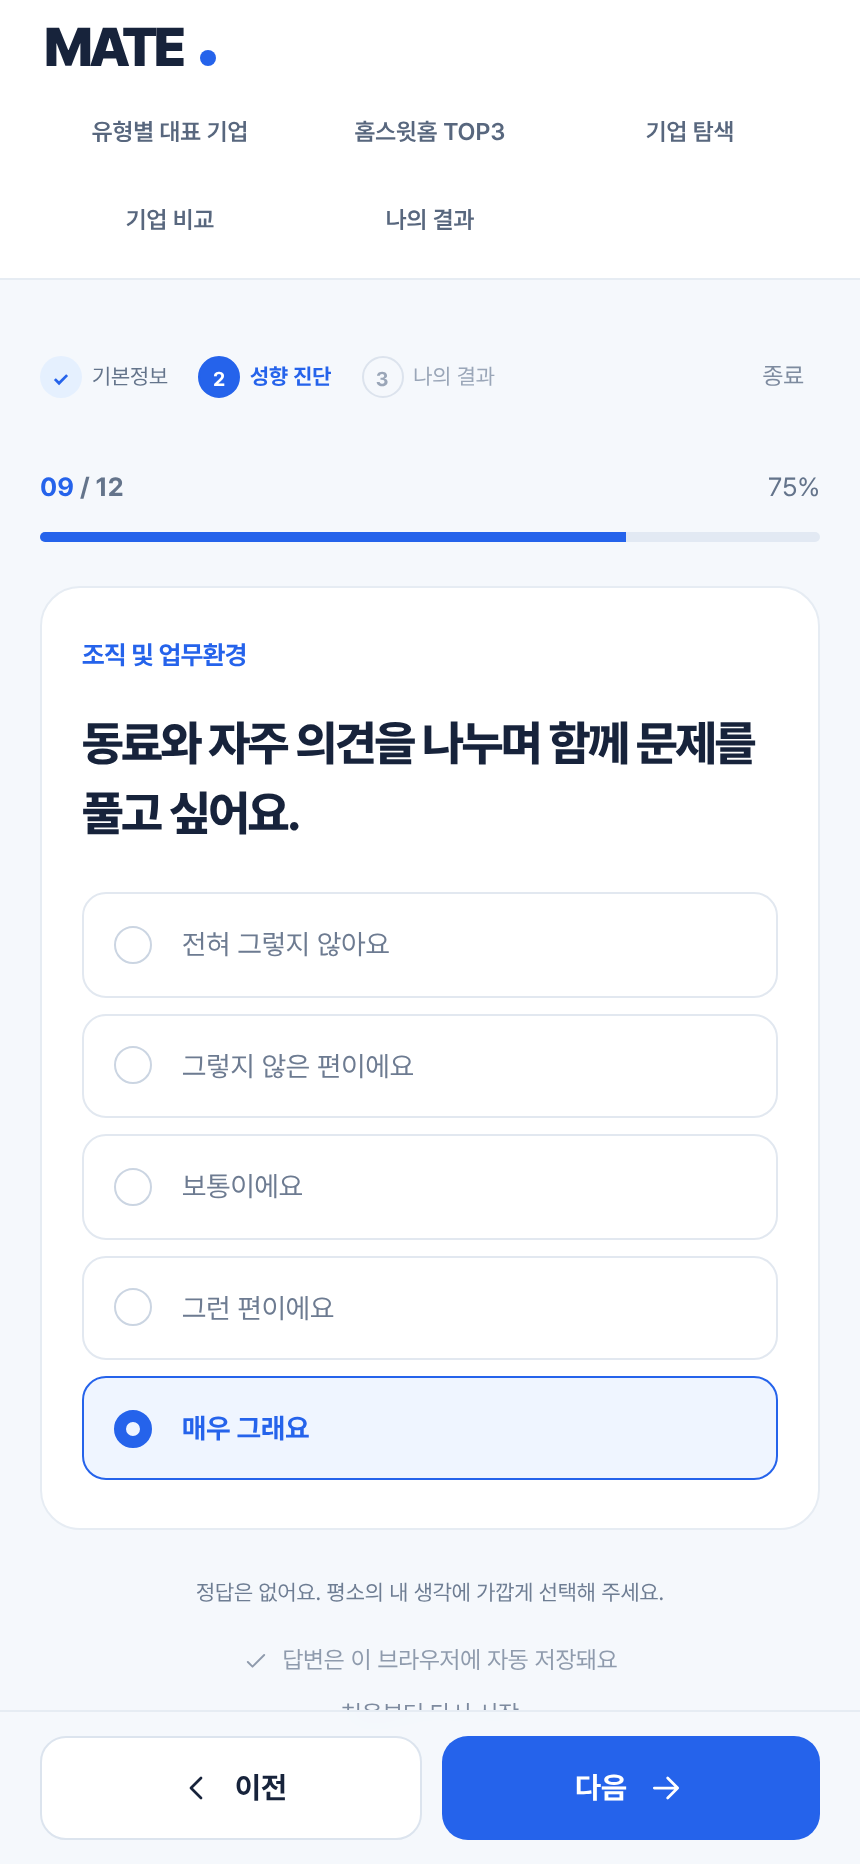 MATE
유형별 대표 기업
홈스윗홈 TOP3
기업 탐색
기업 비교
나의 결과
기본정보
2 성향 진단
3 나의 결과
종료
09 / 12
75%
조직 및 업무환경
동료와 자주 의견을 나누며 함께 문제를
풀고 싶어요.
전혀 그렇지 않아요
그렇지 않은 편이에요
보통이에요
그런 편이에요
매우 그래요
정답은 없어요. 평소의 내 생각에 가깝게 선택해 주세요.
답변은 이 브라우저에 자동 저장돼요
이전
다음